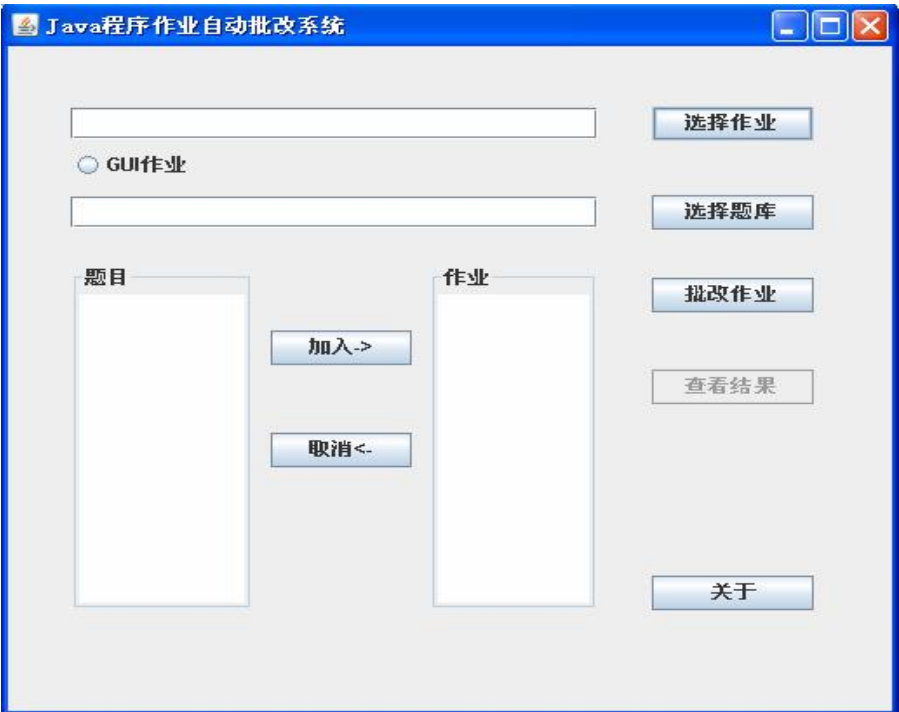 Java程序作业自动批改系统
选择作业
GUI作业
选择题库
题目
作业
批改作业
加入->
查看结果
取消<-
关于